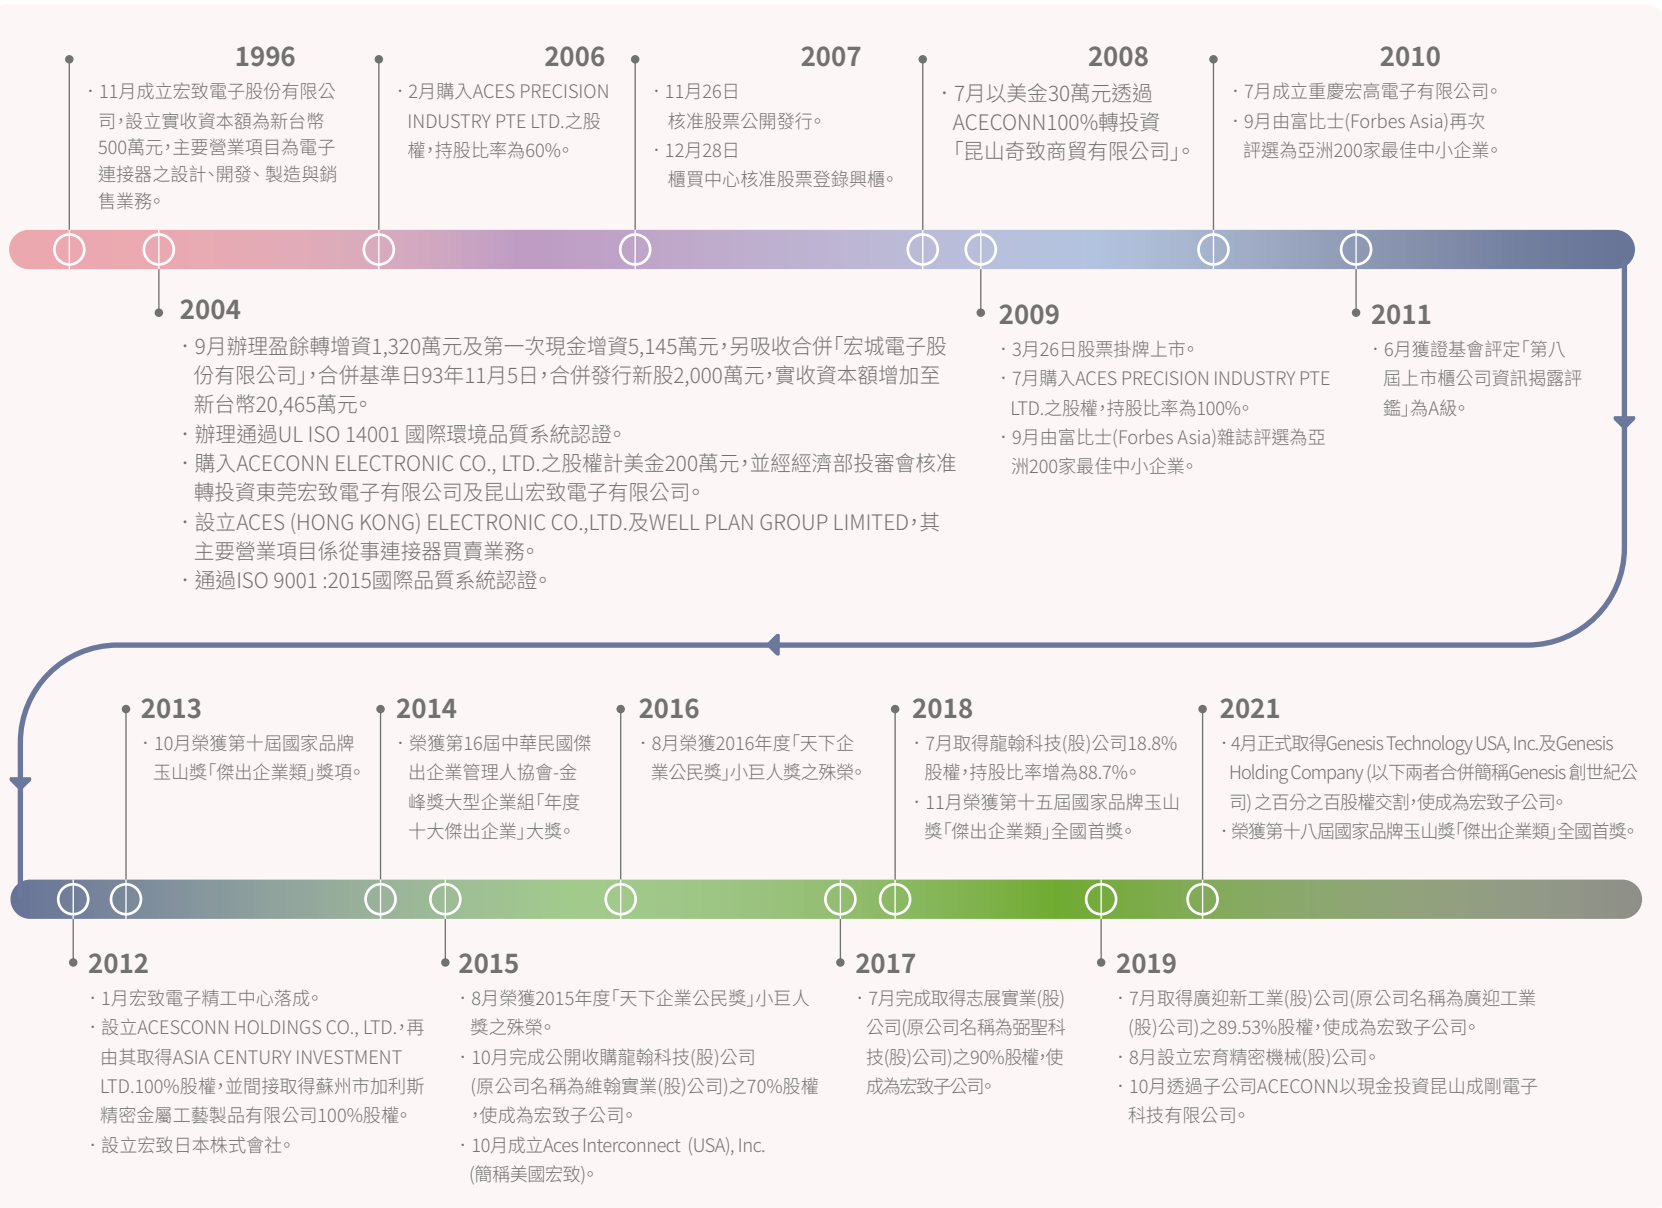 1996
· 11月成立宏致電子股份有限公
司,設立實收資本額為新台幣
500萬元,主要營業項目為電子
連接器之設計、開發、製造與銷
售業務。
2006
· 2月購入ACES PRECISION
INDUSTRY PTE LTD.之股
權,持股比率為60%。
2007
· 11月26日
核准股票公開發行。
· 12月28日
櫃買中心核准股票登錄興櫃。
2008
· 7月以美金30萬元透過
ACECONN100%轉投資
「昆山奇致商貿有限公司」。
2010
· 7月成立重慶宏高電子有限公司。
· 9月由富比士(Forbes Asia)再次
評選為亞洲200家最佳中小企業。
2004
· 9月辦理盈餘轉增資1,320萬元及第一次現金增資5,145萬元,另吸收合併「宏城電子股
份有限公司」,合併基準日93年11月5日,合併發行新股2,000萬元,實收資本額增加至
新台幣20,465萬元。
· 辦理通過UL ISO 14001 國際環境品質系統認證。
· 購入ACECONN ELECTRONIC CO., LTD.之股權計美金200萬元,並經經濟部投審會核准
轉投資東莞宏致電子有限公司及昆山宏致電子有限公司。
· 設立ACES (HONG KONG) ELECTRONIC CO.,LTD.及WELL PLAN GROUP LIMITED,其
主要營業項目係從事連接器買賣業務。
· 通過ISO 9001 :2015國際品質系統認證。
2009
· 3月26日股票掛牌上市。
· 7月購入ACES PRECISION INDUSTRY PTE
LTD.之股權,持股比率為100%。
· 9月由富比士(Forbes Asia)雜誌評選為亞
洲200家最佳中小企業。
2011
· 6月獲證基會評定「第八
屆上市櫃公司資訊揭露評
鑑」為A級。
2013
· 10月榮獲第十屆國家品牌
玉山獎「傑出企業類」獎項。
2014
· 榮獲第16屆中華民國傑
出企業管理人協會-金
峰獎大型企業組「年度
十大傑出企業」大獎。
2016
· 8月榮獲2016年度「天下企
業公民獎」小巨人獎之殊榮。
2018
· 7月取得龍翰科技(股)公司18.8%
股權,持股比率增為88.7%。
· 11月榮獲第十五屆國家品牌玉山
獎「傑出企業類」全國首獎。
2021
· 4月正式取得Genesis Technology USA, Inc.及Genesis
Holding Company (以下兩者合併簡稱Genesis 創世紀公
司) 之百分之百股權交割,使成為宏致子公司。
· 榮獲第十八屆國家品牌玉山獎「傑出企業類」全國首獎。
2012
· 1月宏致電子精工中心落成。
· 設立ACESCONN HOLDINGS CO., LTD.,再
由其取得ASIA CENTURY INVESTMENT
LTD.100%股權,並間接取得蘇州市加利斯
精密金屬工藝製品有限公司100%股權。
· 設立宏致日本株式會社。
2015
· 8月榮獲2015年度「天下企業公民獎」小巨人
獎之殊榮。
· 10月完成公開收購龍翰科技(股)公司
(原公司名稱為維翰實業(股)公司)之70%股權
,使成為宏致子公司。
· 10月成立Aces Interconnect (USA), Inc.
(簡稱美國宏致)。
2017
· 7月完成取得志展實業(股)
公司(原公司名稱為弼聖科
技(股)公司)之90%股權,使
成為宏致子公司。
2019
· 7月取得廣迎新工業(股)公司(原公司名稱為廣迎工業
(股)公司)之89.53%股權,使成為宏致子公司。
· 8月設立宏育精密機械(股)公司。
· 10月透過子公司ACECONN以現金投資昆山成剛電子
科技有限公司。